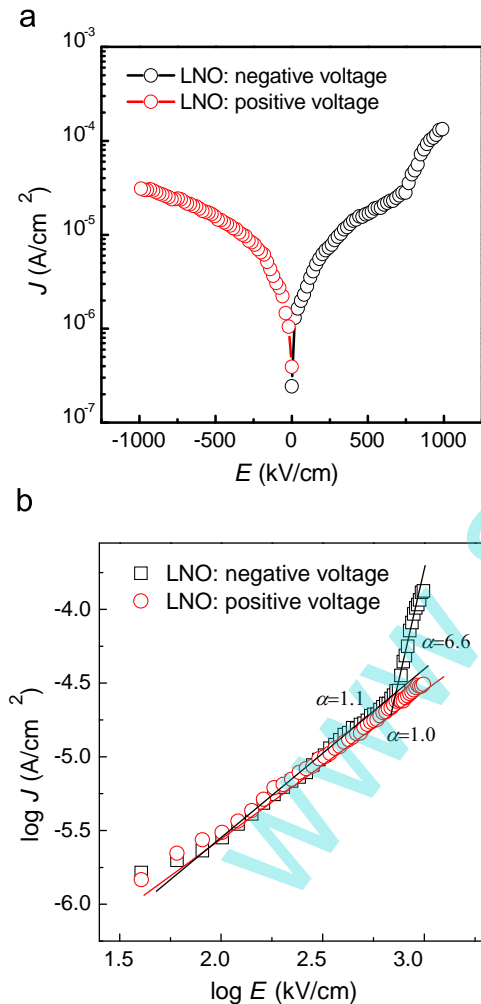 a
10⁻³
LNO: negative voltage
LNO: positive voltage
10⁻⁴
J (A/cm ²)
10⁻⁵
10⁻⁶
10⁻⁷
-1000 -500 0 500 1000
E (kV/cm)
b
LNO: negative voltage
LNO: positive voltage
-4.0
α=6.6
-4.5
α=1.1
α=1.0
log J (A/cm²)
-5.0
-5.5
-6.0
1.5 2.0 2.5 3.0
log E (kV/cm)
www